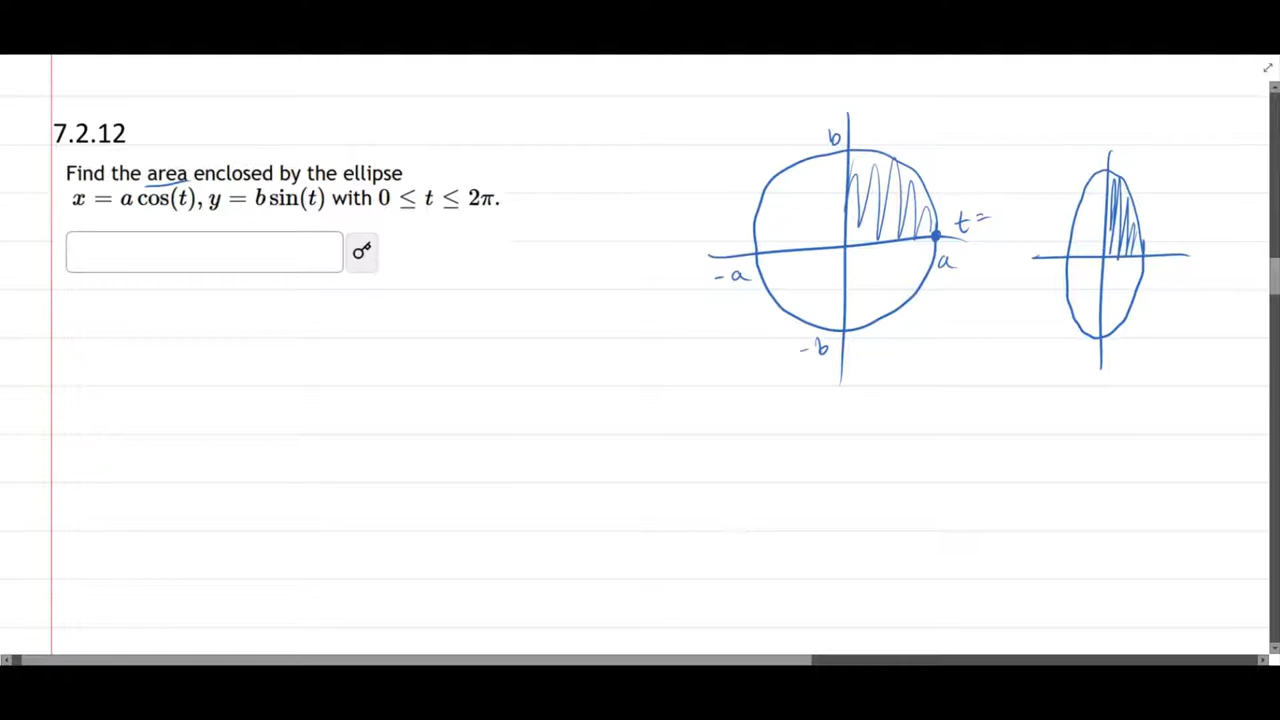 7.2.12
Find the area enclosed by the ellipse
x = a cos(t), y = b sin(t) with 0 ≤ t ≤ 2π.
b
t =
-a
a
-b